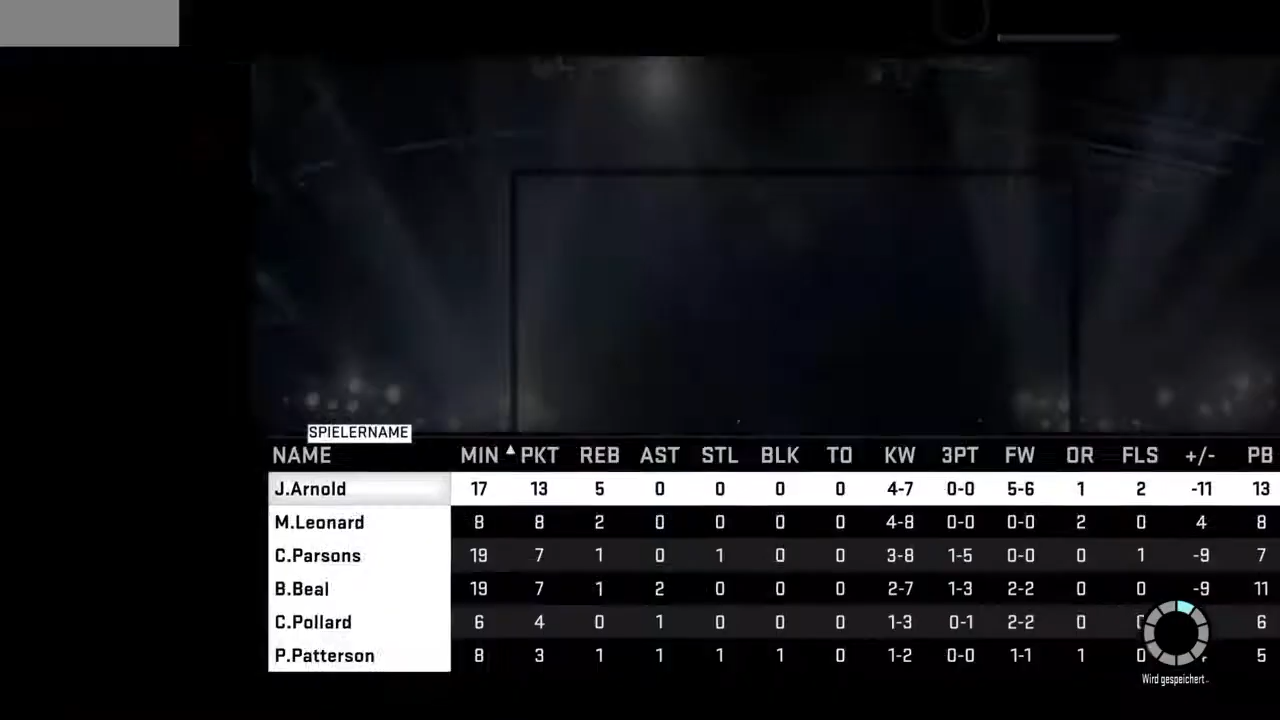 SPIELERNAME
NAME MIN PKT REB AST STL BLK TO KW 3PT FW OR FLS +/- PB
J.Arnold 17 13 5 0 0 0 0 4-7 0-0 5-6 1 2 -11 13
M.Leonard 8 8 2 0 0 0 0 4-8 0-0 0-0 2 0 4 8
C.Parsons 19 7 1 0 1 0 0 3-8 1-5 0-0 0 1 -9 7
B.Beal 19 7 1 2 0 0 0 2-7 1-3 2-2 0 0 -9 11
C.Pollard 6 4 0 1 0 0 0 1-3 0-1 2-2 0 6
P.Patterson 8 3 1 1 1 1 0 1-2 0-0 1-1 1 0 5
Wird gespeichert